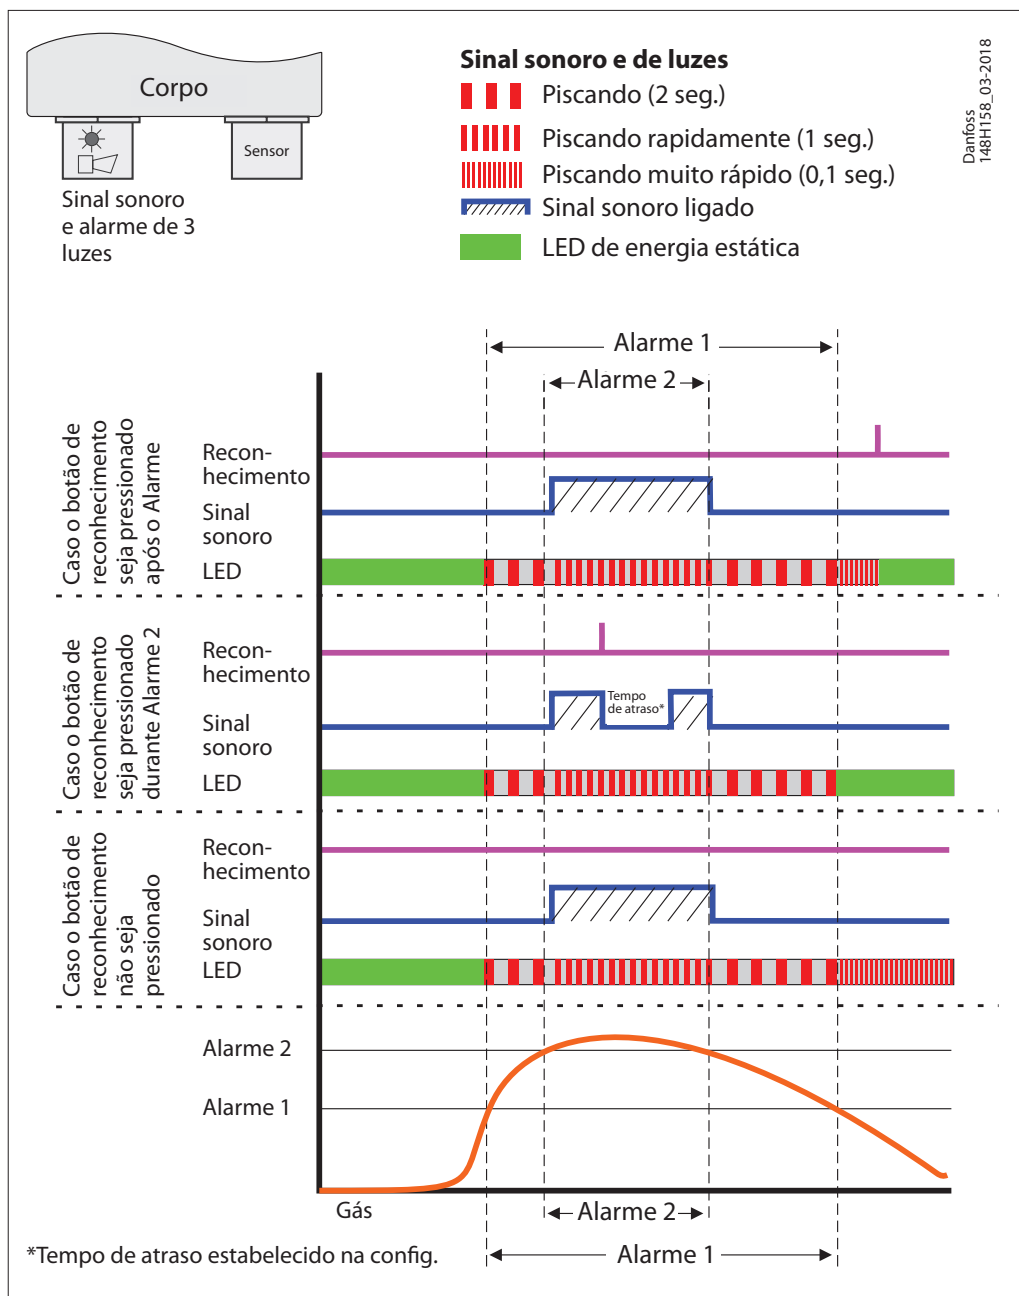 Corpo
Sensor
Sinal sonoro
e alarme de 3
luzes
Sinal sonoro e de luzes
Piscando (2 seg.)
Piscando rapidamente (1 seg.)
Piscando muito rápido (0,1 seg.)
Sinal sonoro ligado
LED de energia estática
Danfoss
148H158_03-2018
Alarme 1
Alarme 2
Caso o botão de
reconhecimento
seja pressionado
após o Alarme
Recon-
hecimento
Sinal
sonoro
LED
Caso o botão de
reconhecimento
seja pressionado
durante Alarme 2
Recon-
hecimento
Tempo
de atraso*
Sinal
sonoro
LED
Caso o botão de
reconhecimento
não seja
pressionado
Recon-
hecimento
Sinal
sonoro
LED
Alarme 2
Alarme 1
Gás
Alarme 2
Alarme 1
*Tempo de atraso estabelecido na config.